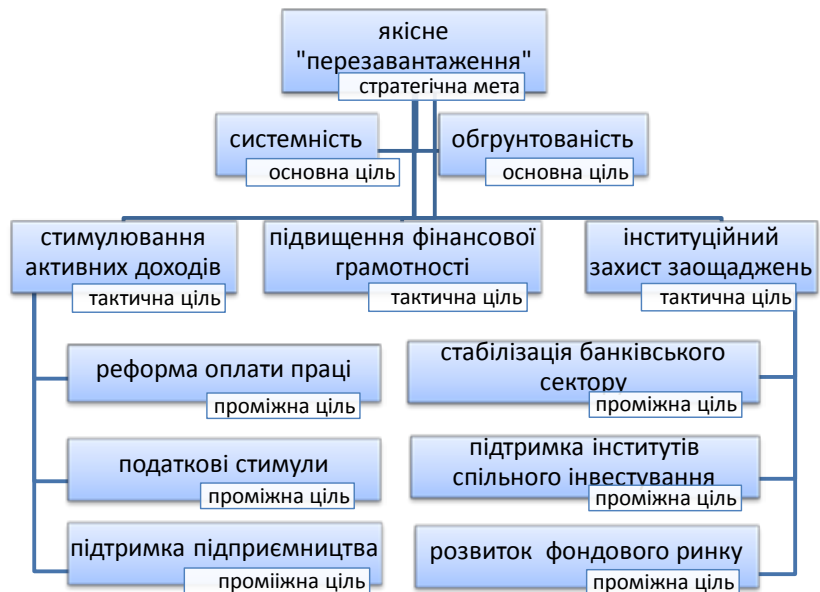 якісне
"перезавантаження"
стратегічна мета
системність
основна ціль
обгрунтованість
основна ціль
стимулювання
активних доходів
тактична ціль
підвищення фінансової
грамотності
тактична ціль
інституційний
захист заощаджень
тактична ціль
реформа оплати праці
проміжна ціль
податкові стимули
проміжна ціль
підтримка підприємництва
проміііжна ціль
стабілізація банківського
сектору
проміжна ціль
підтримка інститутів
спільного інвестування
проміжна ціль
розвиток фондового ринку
проміжна ціль